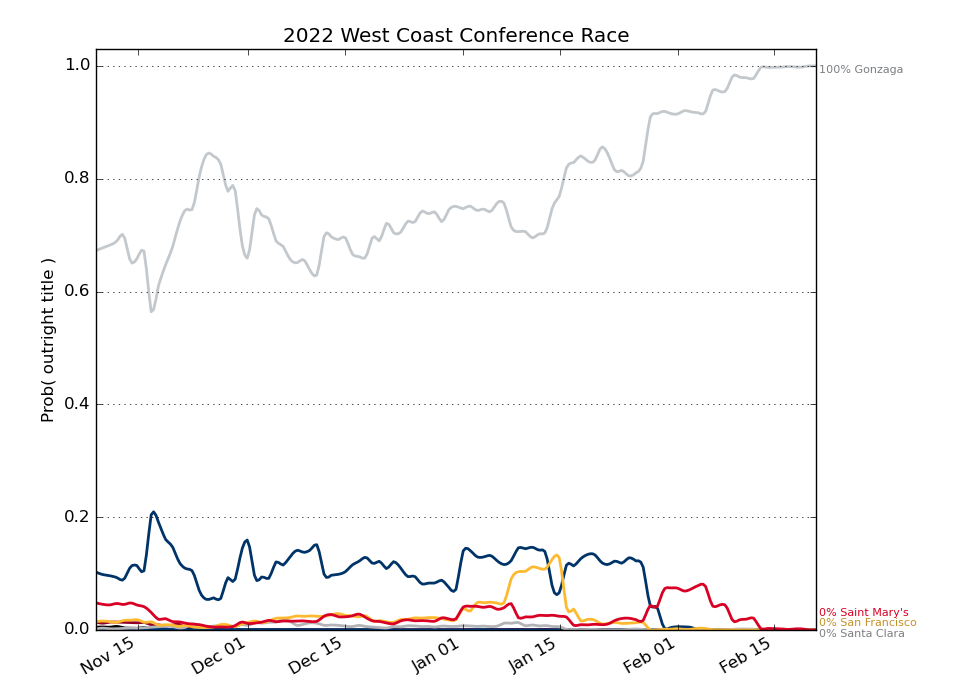 2022 West Coast Conference Race
Prob( outright title )
1.0
0.8
0.6
0.4
0.2
0.0
Nov 15
Dec 01
Dec 15
Jan 01
Jan 15
Feb 01
Feb 15
100% Gonzaga
0% Saint Mary's
0% San Francisco
0% Santa Clara